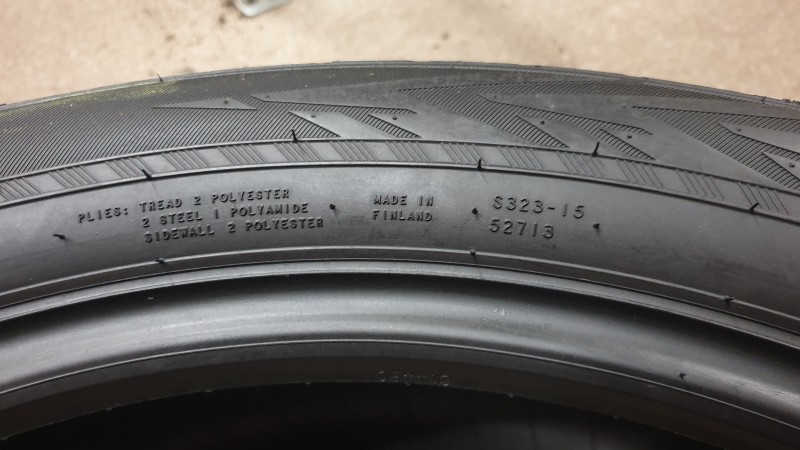 PLIES: TREAD 2 POLYESTER
2 STEEL 1 POLYAMIDE
SIDEWALL 2 POLYESTER
MADE IN
FINLAND
S323-15
52713